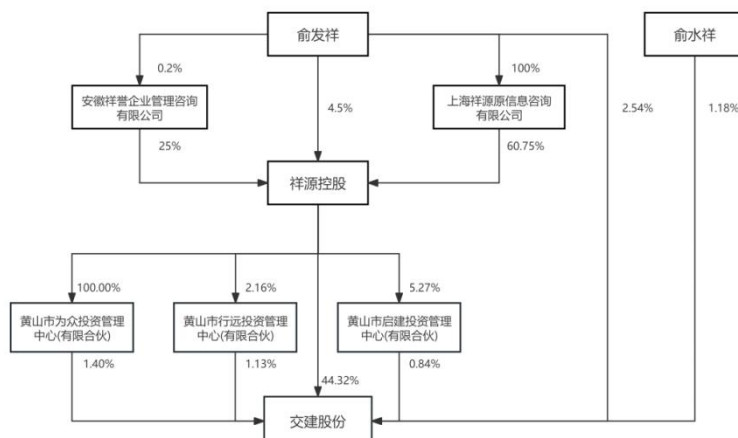 俞发祥
俞水祥
0.2%
100%
安徽祥誉企业管理咨询
有限公司
4.5%
上海祥源原信息咨询
有限公司
2.54%
1.18%
25%
60.75%
祥源控股
100.00%
2.16%
5.27%
黄山市为众投资管理
中心(有限合伙)
黄山市行远投资管理
中心(有限合伙)
黄山市启建投资管理
中心(有限合伙)
1.40%
1.13%
0.84%
44.32%
交建股份